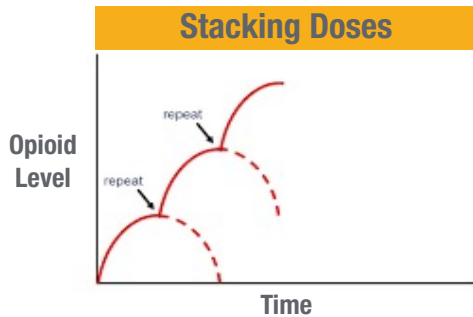 Stacking Doses
repeat
Opioid
Level
repeat
Time